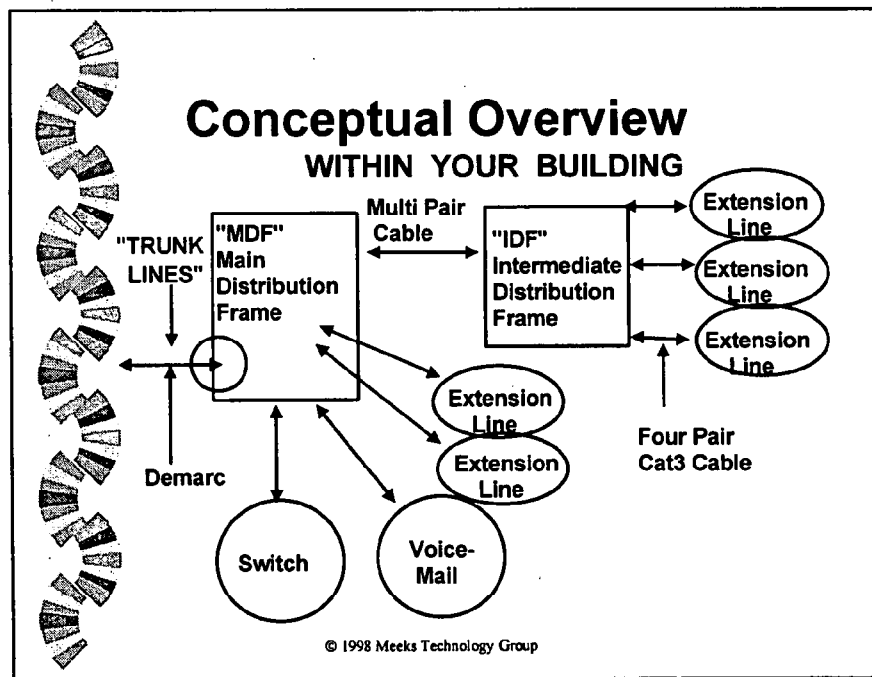 Conceptual Overview
WITHIN YOUR BUILDING
"TRUNK
LINES"
"MDF"
Main
Distribution
Frame
Multi Pair
Cable
"IDF"
Intermediate
Distribution
Frame
Extension
Line
Extension
Line
Extension
Line
Extension
Line
Extension
Line
Four Pair
Cat3 Cable
Demarc
Switch
Voice-
Mail
© 1998 Meeks Technology Group